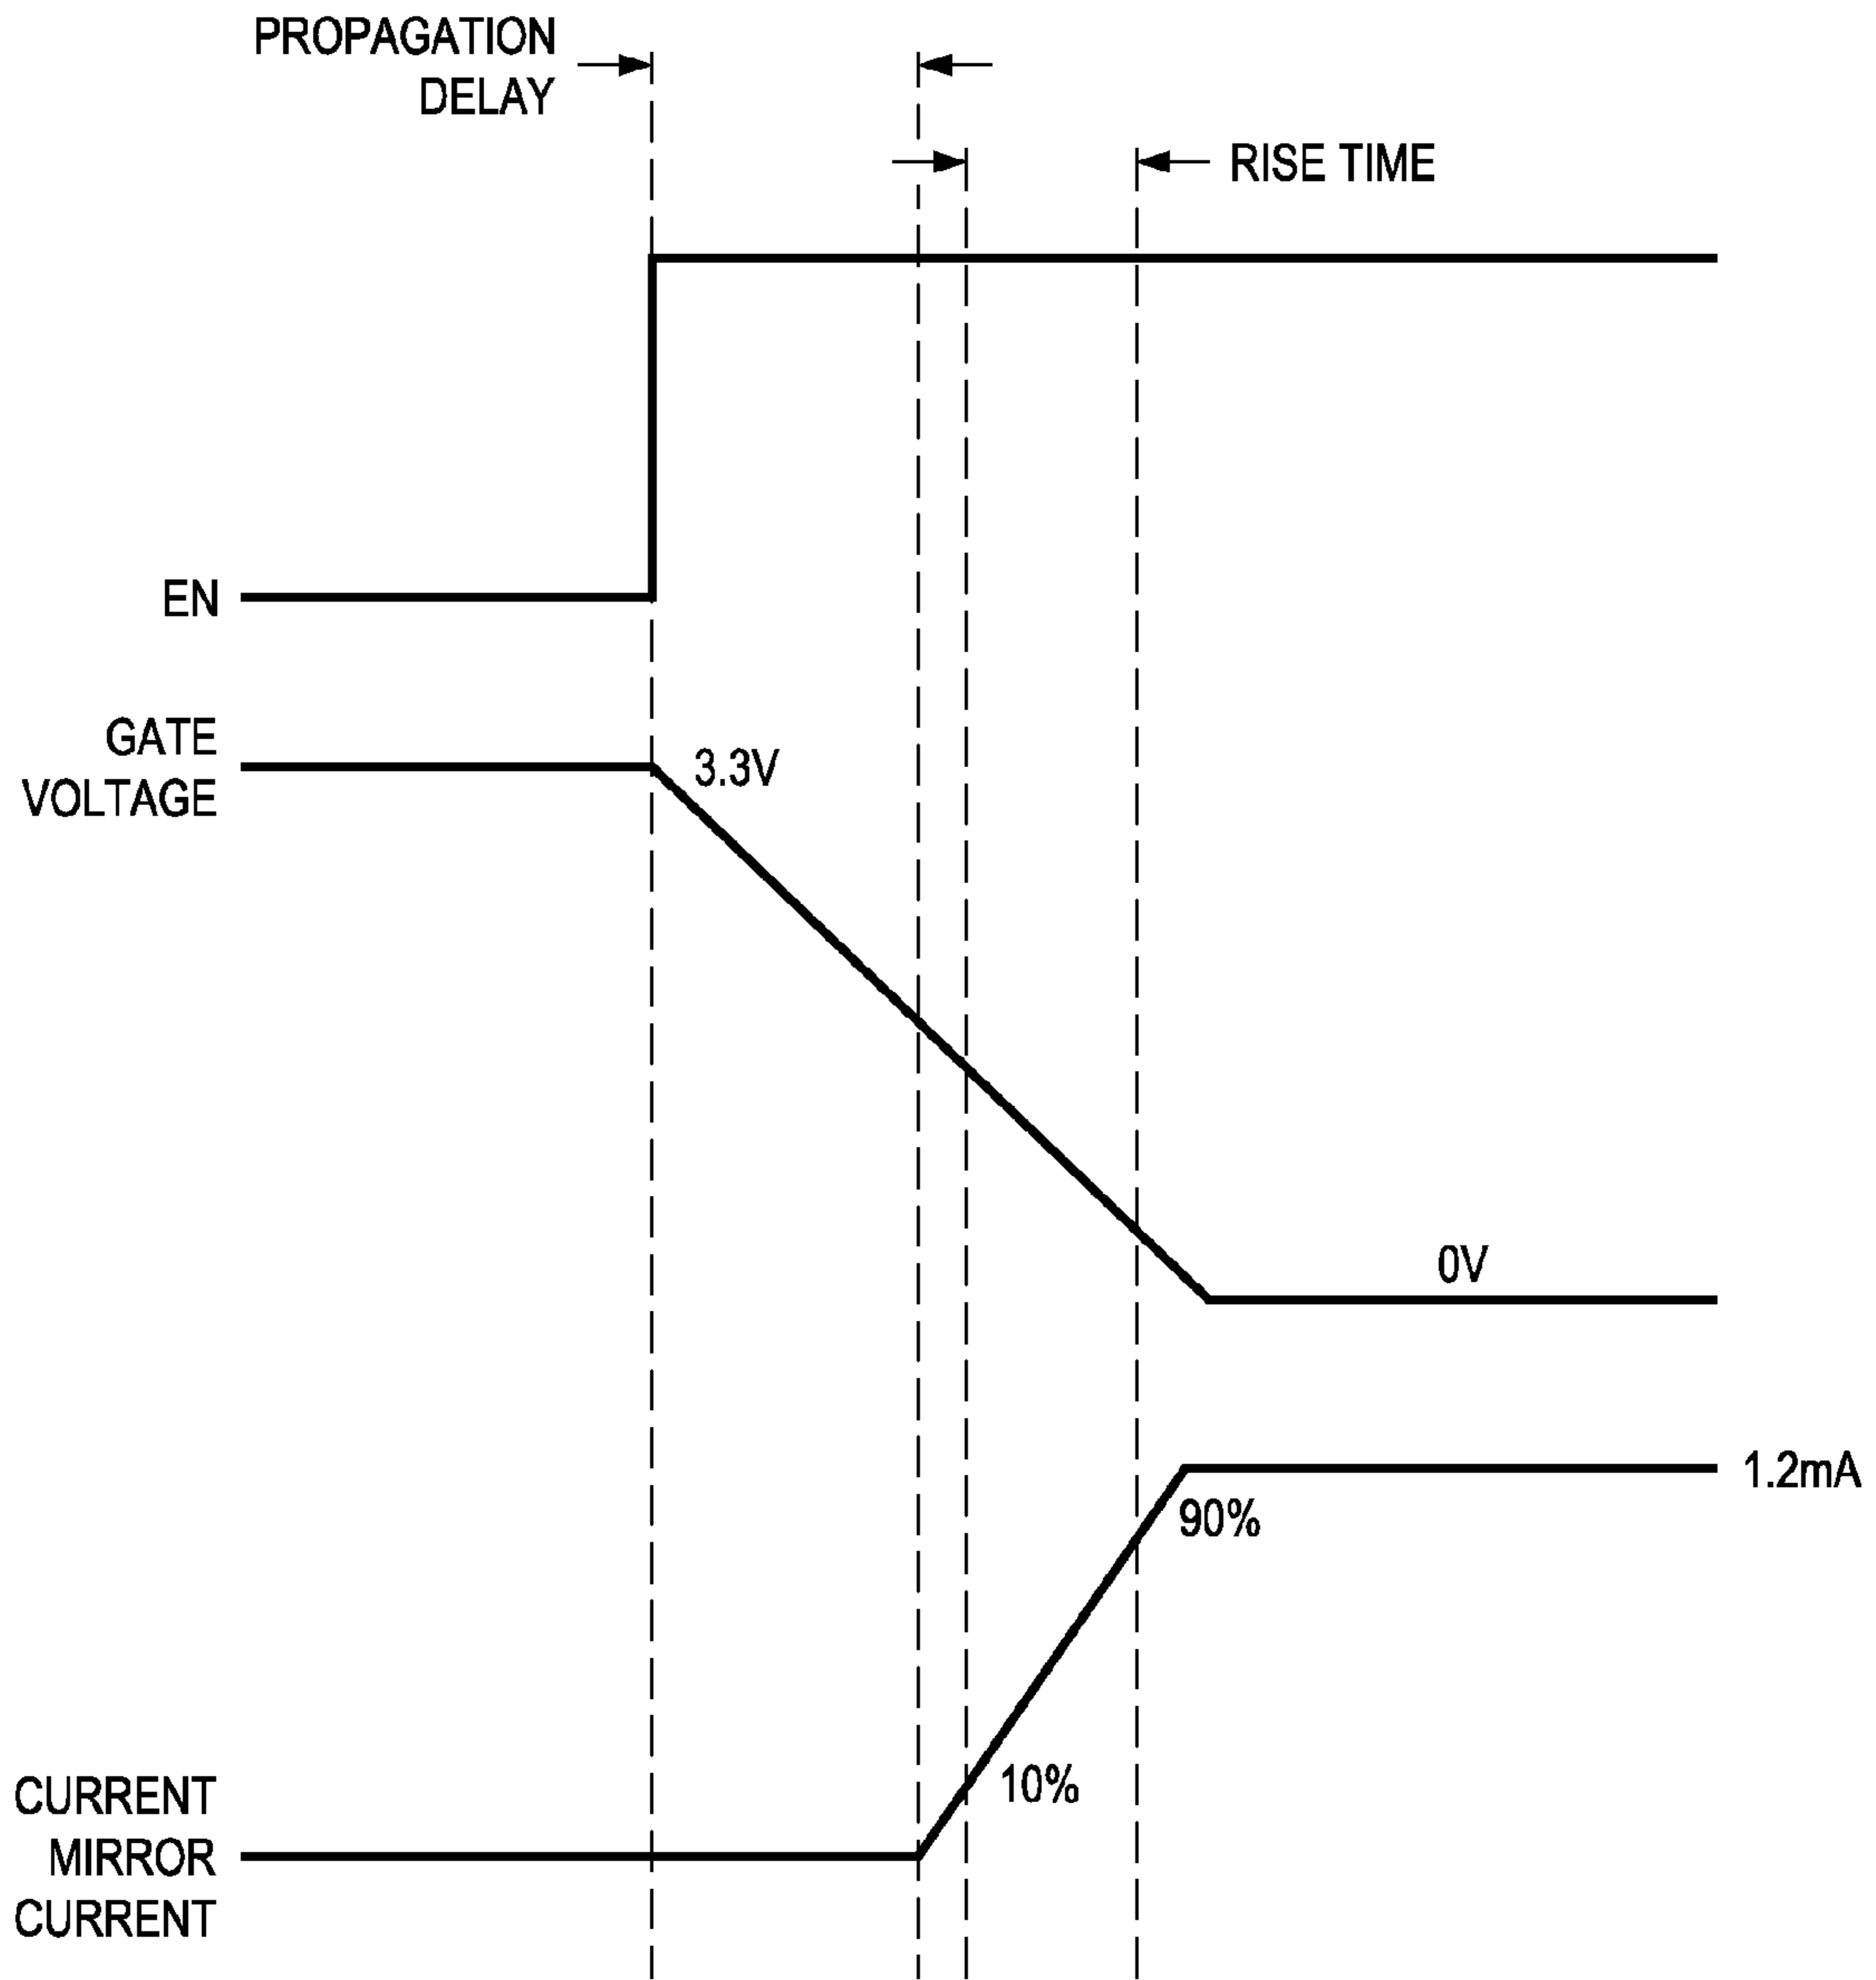 PROPAGATION
DELAY
RISE TIME
EN
GATE
VOLTAGE
3.3V
0V
1.2mA
90%
10%
CURRENT
MIRROR
CURRENT